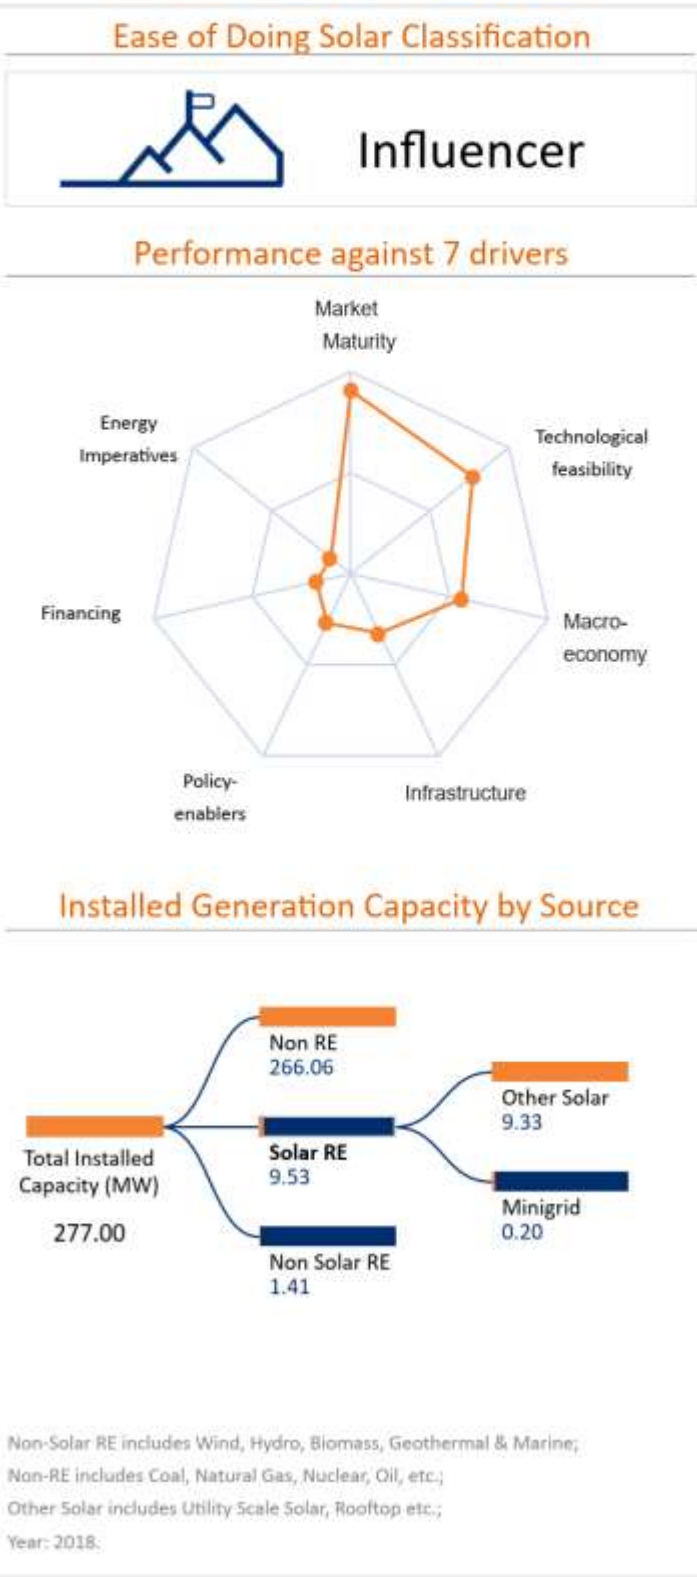 Ease of Doing Solar Classification
Influencer
Performance against 7 drivers
Market
Maturity
Energy
Imperatives
Technological
feasibility
Financing
Macro-
economy
Policy-
enablers
Infrastructure
Installed Generation Capacity by Source
Non RE
266.06
Other Solar
9.33
Total Installed
Capacity (MW)
277.00
Solar RE
9.53
Minigrid
0.20
Non Solar RE
1.41
Non-Solar RE includes Wind, Hydro, Biomass, Geothermal & Marine;
Non-RE includes Coal, Natural Gas, Nuclear, Oil, etc.;
Other Solar includes Utility Scale Solar, Rooftop etc.;
Year: 2018.